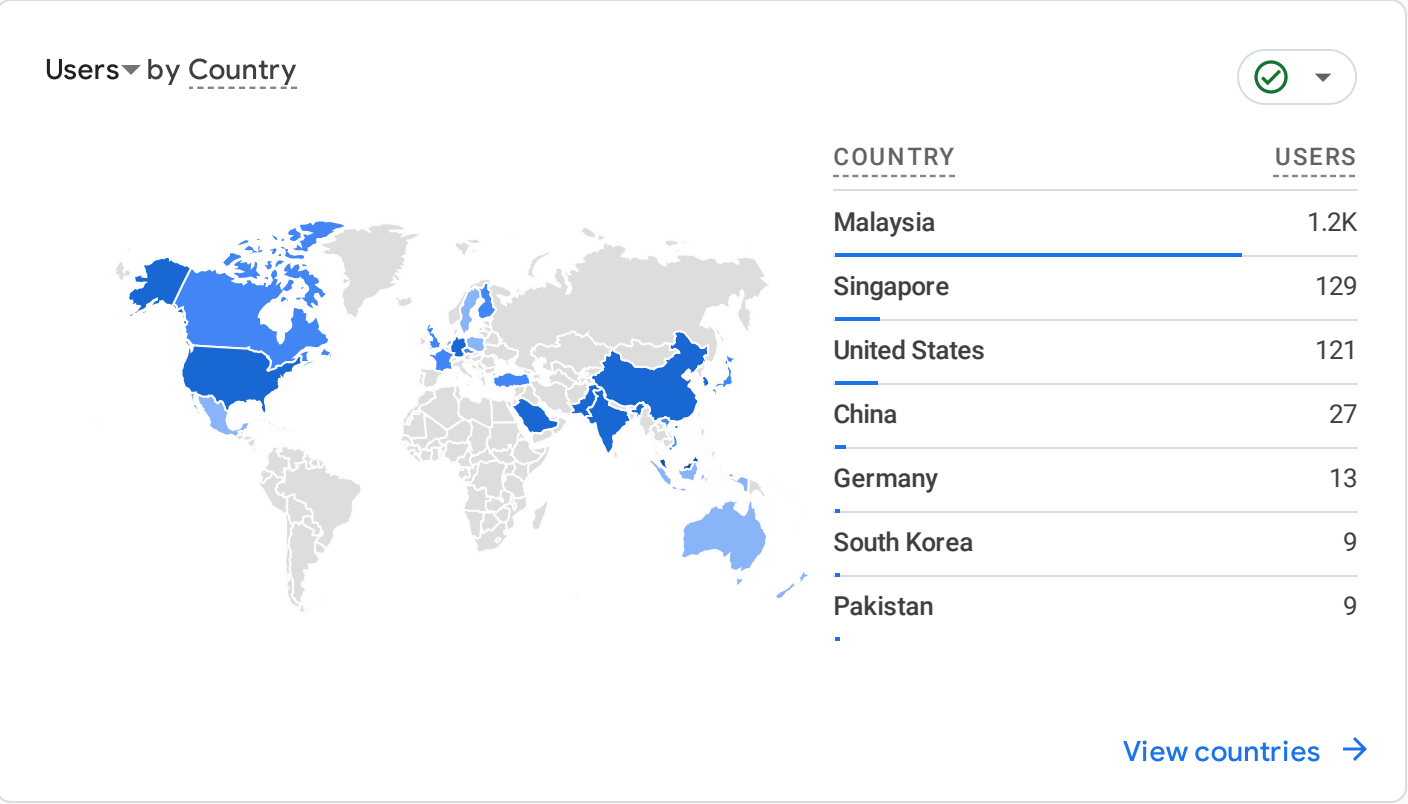 Users by Country
COUNTRY USERS
Malaysia 1.2K
Singapore 129
United States 121
China 27
Germany 13
South Korea 9
Pakistan 9
View countries